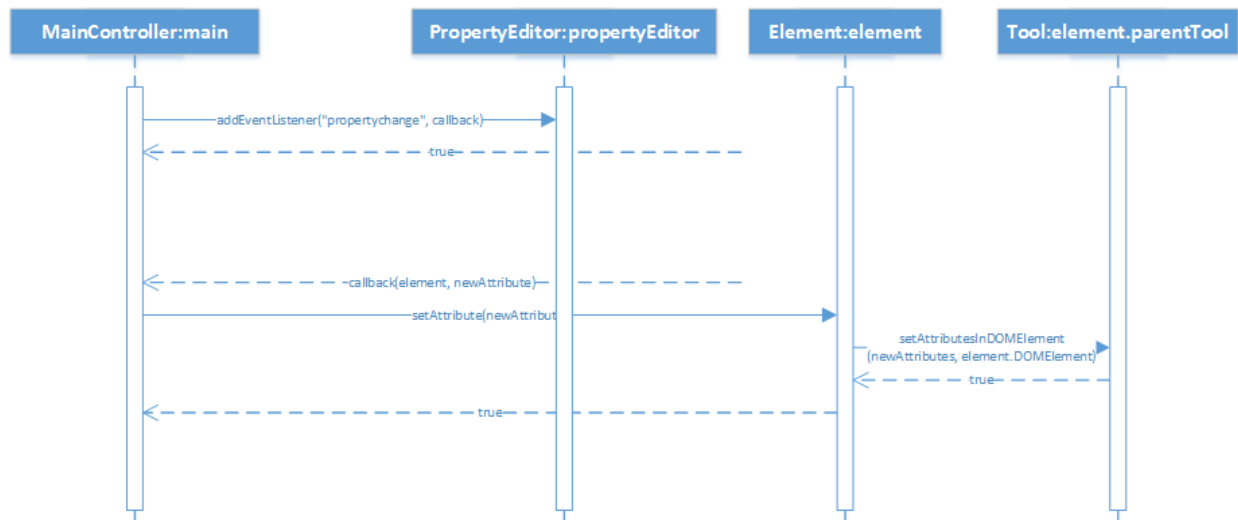 MainController:main
PropertyEditor:propertyEditor
Element:element
Tool:element.parentTool
addEventListener("propertychange", callback)
true
callback(element, newAttribute)
setAttribute(newAttribut
setAttributesInDOMElement
(newAttributes, element.DOMElement)
true
true